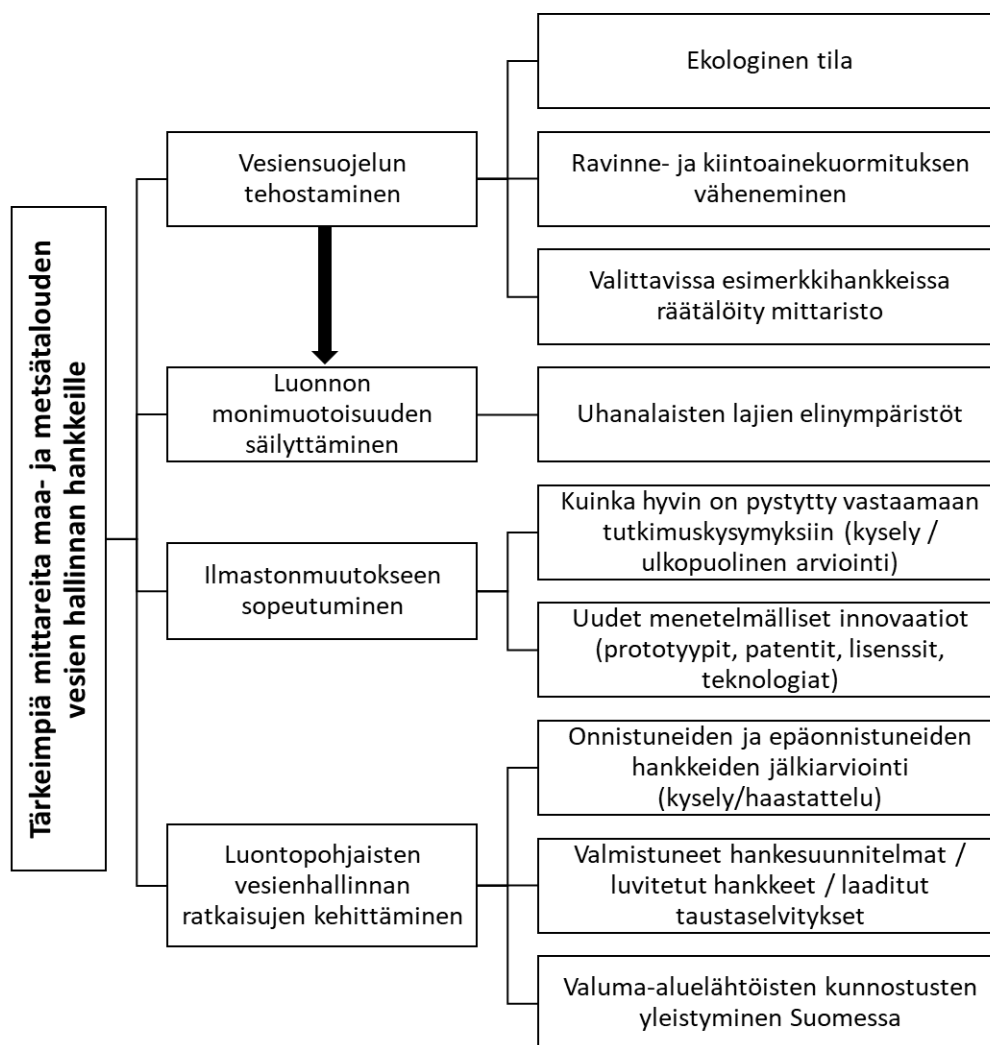 Tärkeimpiä mittareita maa- ja metsätalouden
vesien hallinnan hankkeille
Vesiensuojelun
tehostaminen
Ekologinen tila
Ravinne- ja kiintoainekuormituksen
väheneminen
Valittavissa esimerkkihankkeissa
räätälöity mittaristo
Luonnon
monimuotoisuuden
säilyttäminen
Uhanalaisten lajien elinympäristöt
Ilmastonmuutokseen
sopeutuminen
Kuinka hyvin on pystytty vastaamaan
tutkimuskysymyksiin (kysely /
ulkopuolinen arviointi)
Uudet menetelmälliset innovaatiot
(prototyypit, patentit, lisenssit,
teknologiat)
Luontopohjaisten
vesienhallinnan
ratkaisujen kehittäminen
Onnistuneiden ja epäonnistuneiden
hankkeiden jälkiarviointi
(kysely/haastattelu)
Valmistuneet hankesuunnitelmat /
luvitetut hankkeet / laaditut
taustaselvitykset
Valuma-aluelähtöisten kunnostusten
yleistyminen Suomessa